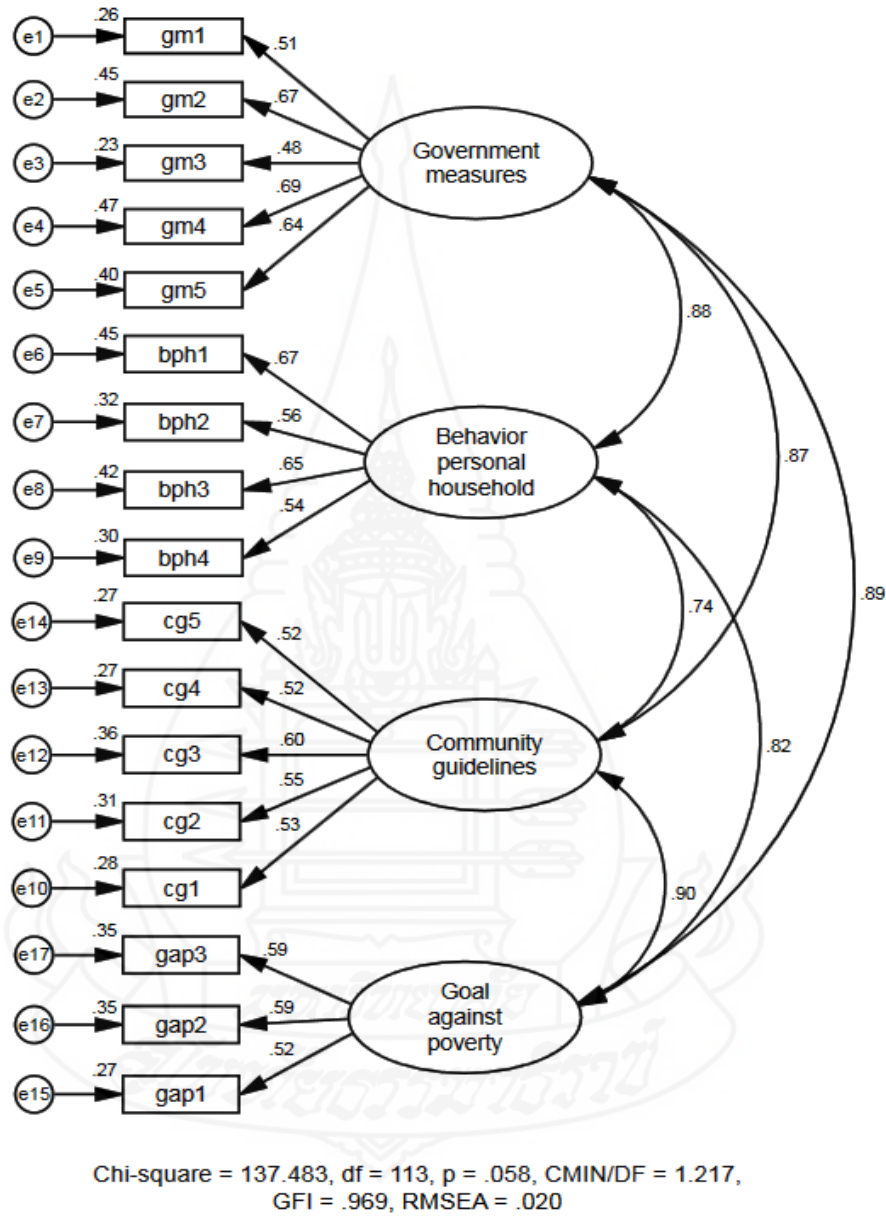 .26
e1
gm1
.51
.45
e2
gm2
.67
.23
e3
gm3
.48
.47
e4
gm4
.69
.40
e5
gm5
.64
Government
measures
.45
e6
bph1
.67
.32
e7
bph2
.56
.42
e8
bph3
.65
.30
e9
bph4
.54
Behavior
personal
household
.27
e14
cg5
.52
.27
e13
cg4
.52
.36
e12
cg3
.60
.31
e11
cg2
.55
.28
e10
cg1
.53
Community
guidelines
.35
e17
gap3
.59
.35
e16
gap2
.59
.27
e15
gap1
.52
Goal
against
poverty
.88
.87
.89
.74
.82
.90
Chi-square = 137.483, df = 113, p = .058, CMIN/DF = 1.217,
GFI = .969, RMSEA = .020